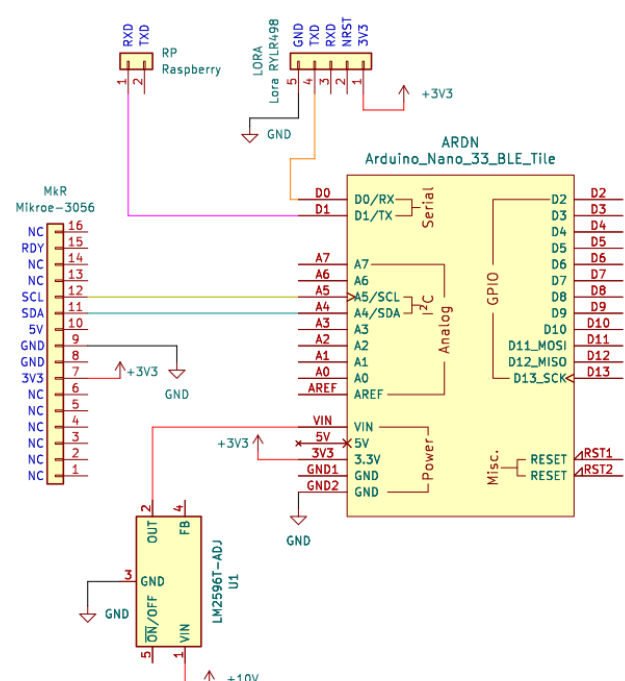 RXD
TXD
RP
Raspberry
1
2
LORA
Lora RYLR498
GND
TXD
RXD
NRST
3V3
5
4
3
2
1
+3V3
GND
ARDN
Arduino_Nano_33_BLE_Tile
MkR
Mikroe-3056
NC 16
RDY 15
NC 14
NC 13
SCL 12
SDA 11
5V 10
GND 9
GND 8
3V3 7
NC 6
NC 5
NC 4
NC 3
NC 2
NC 1
+3V3
GND
D0 D0/RX
D1 D1/TX
Serial
A7 A7
A6 A6
A5 A5/SCL
A4 A4/SDA
I²C
A3 A3
A2 A2
A1 A1
A0 A0
AREF AREF
Analog
VIN VIN
5V 5V
3V3 3.3V
GND1 GND
GND2 GND
Power
+3V3
GND
GPIO
D2 D2
D3 D3
D4 D4
D5 D5
D6 D6
D7 D7
D8 D8
D9 D9
D10 D10
D11_MOSI D11
D12_MISO D12
D13_SCK D13
Misc.
RESET RST1
RESET RST2
2
4
OUT
FB
3 GND
GND
LM2596T-ADJ
U1
ON/OFF
VIN
5
1
+10V